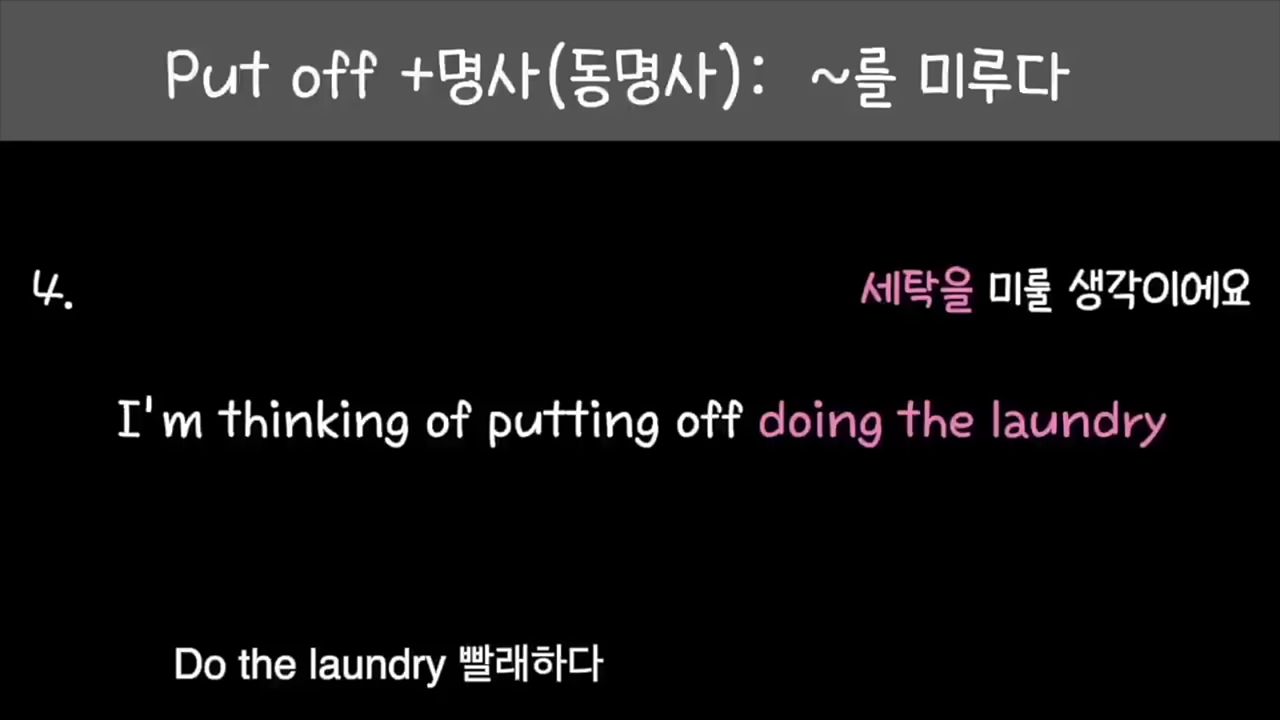 Put off +명사(동명사): ~를 미루다
4.
세탁을 미룰 생각이에요
I'm thinking of putting off doing the laundry
Do the laundry 빨래하다